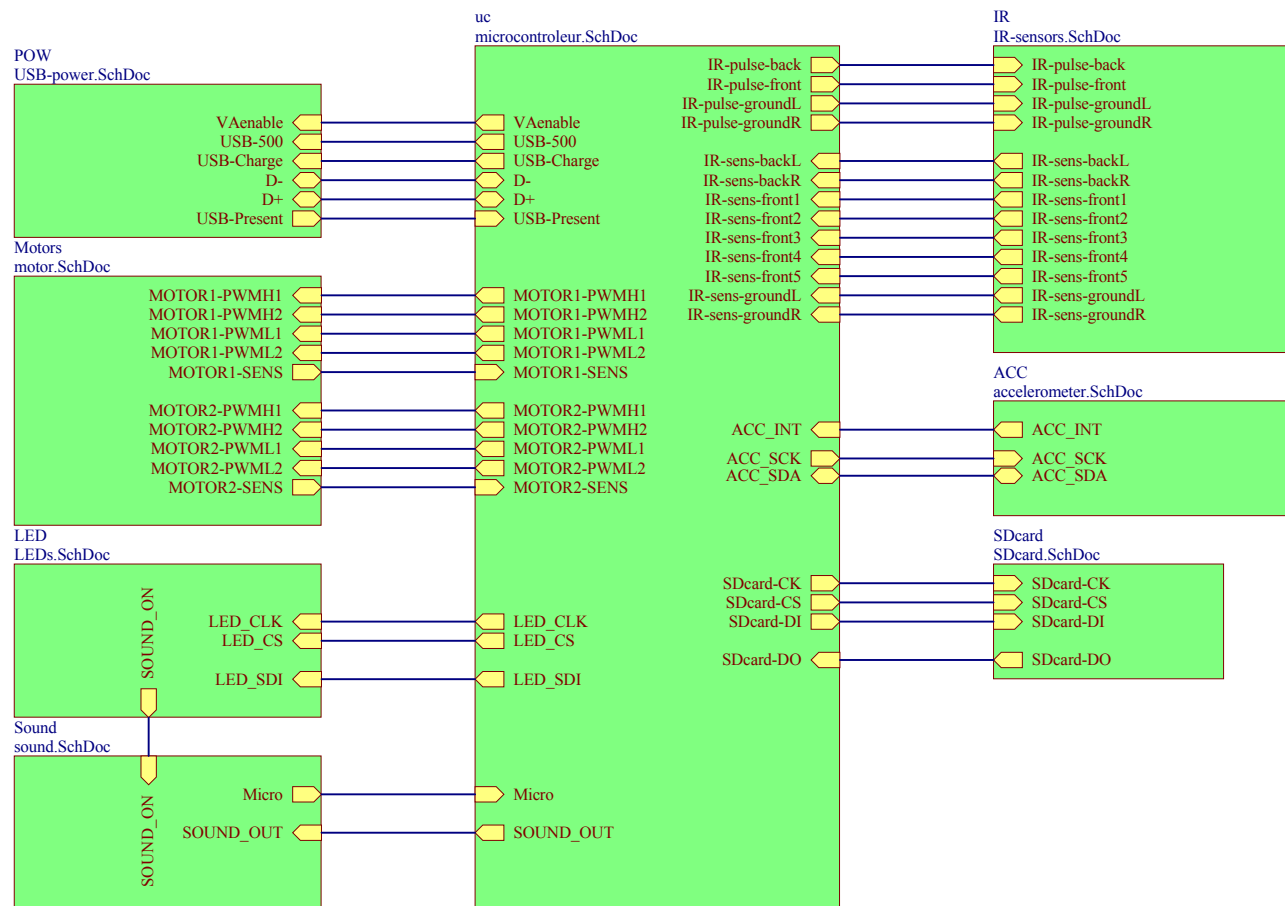 POW
USB-power.SchDoc
VAenable
USB-500
USB-Charge
D-
D+
USB-Present
Motors
motor.SchDoc
MOTOR1-PWMH1
MOTOR1-PWMH2
MOTOR1-PWML1
MOTOR1-PWML2
MOTOR1-SENS
MOTOR2-PWMH1
MOTOR2-PWMH2
MOTOR2-PWML1
MOTOR2-PWML2
MOTOR2-SENS
LED
LEDs.SchDoc
SOUND_ON
LED_CLK
LED_CS
LED_SDI
Sound
sound.SchDoc
SOUND_ON
Micro
SOUND_OUT
uc
microcontroleur.SchDoc
VAenable
USB-500
USB-Charge
D-
D+
USB-Present
MOTOR1-PWMH1
MOTOR1-PWMH2
MOTOR1-PWML1
MOTOR1-PWML2
MOTOR1-SENS
MOTOR2-PWMH1
MOTOR2-PWMH2
MOTOR2-PWML1
MOTOR2-PWML2
MOTOR2-SENS
LED_CLK
LED_CS
LED_SDI
Micro
SOUND_OUT
IR-pulse-back
IR-pulse-front
IR-pulse-groundL
IR-pulse-groundR
IR-sens-backL
IR-sens-backR
IR-sens-front1
IR-sens-front2
IR-sens-front3
IR-sens-front4
IR-sens-front5
IR-sens-groundL
IR-sens-groundR
ACC_INT
ACC_SCK
ACC_SDA
SDcard-CK
SDcard-CS
SDcard-DI
SDcard-DO
IR
IR-sensors.SchDoc
IR-pulse-back
IR-pulse-front
IR-pulse-groundL
IR-pulse-groundR
IR-sens-backL
IR-sens-backR
IR-sens-front1
IR-sens-front2
IR-sens-front3
IR-sens-front4
IR-sens-front5
IR-sens-groundL
IR-sens-groundR
ACC
accelerometer.SchDoc
ACC_INT
ACC_SCK
ACC_SDA
SDcard
SDcard.SchDoc
SDcard-CK
SDcard-CS
SDcard-DI
SDcard-DO